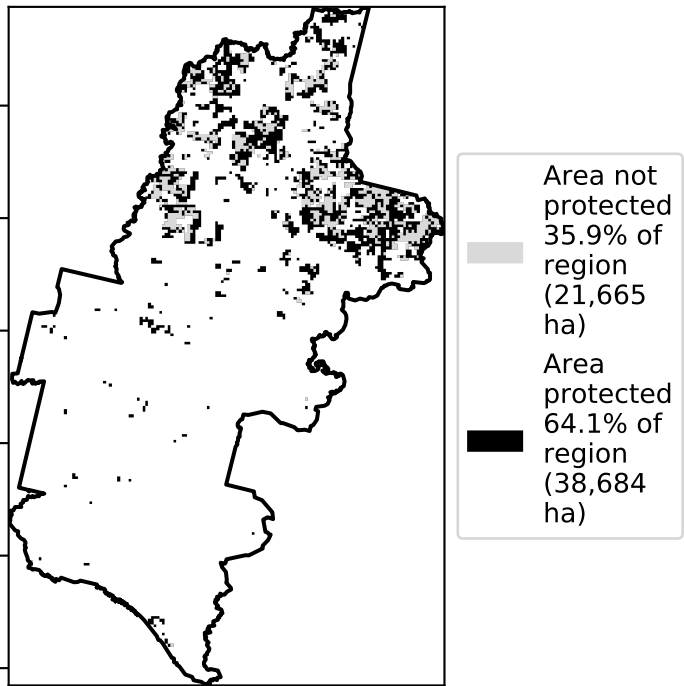 Area not
protected
35.9% of
region
(21,665
ha)
Area
protected
64.1% of
region
(38,684
ha)